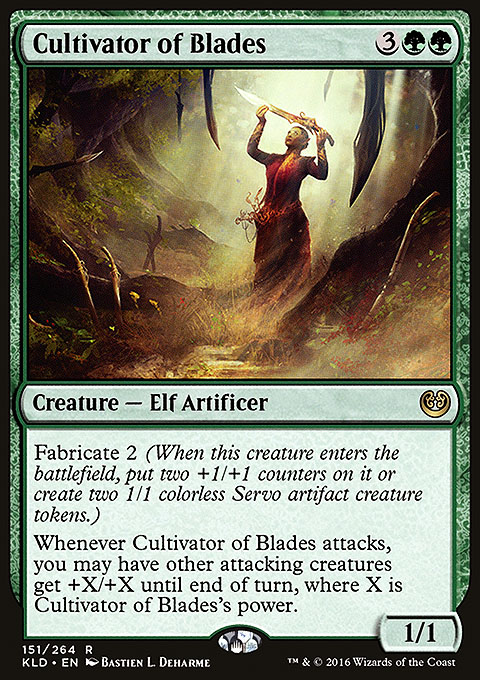 Cultivator of Blades 3
Creature — Elf Artificer
Fabricate 2 (When this creature enters the
battlefield, put two +1/+1 counters on it or
create two 1/1 colorless Servo artifact creature
tokens.)
Whenever Cultivator of Blades attacks,
you may have other attacking creatures
get +X/+X until end of turn, where X is
Cultivator of Blades's power.
1/1
151/264 R
KLD • EN Bastien L. Deharme
™ & © 2016 Wizards of the Coast